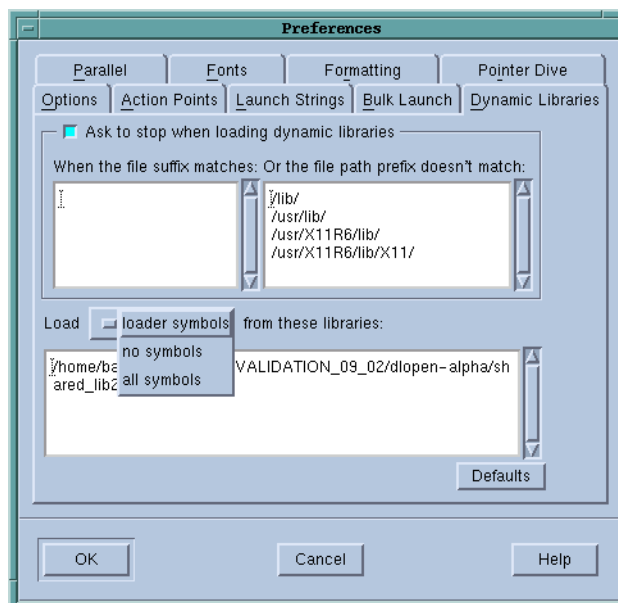 Preferences
Parallel Fonts Formatting Pointer Dive
Options Action Points Launch Strings Bulk Launch Dynamic Libraries
Ask to stop when loading dynamic libraries
When the file suffix matches: Or the file path prefix doesn't match:
/lib/
/usr/lib/
/usr/X11R6/lib/
/usr/X11R6/lib/X11/
Load loader symbols from these libraries:
no symbols
all symbols
/home/ba VALIDATION_09_02/dlopen-alpha/sh
ared_lib2
Defaults
OK Cancel Help